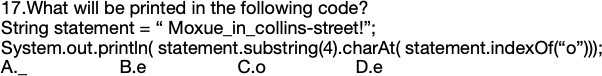 17.What will be printed in the following code?
String statement = “ Moxue_in_collins-street!”;
System.out.println( statement.substring(4).charAt( statement.indexOf(“o”)));
A._ B.e C.o D.e